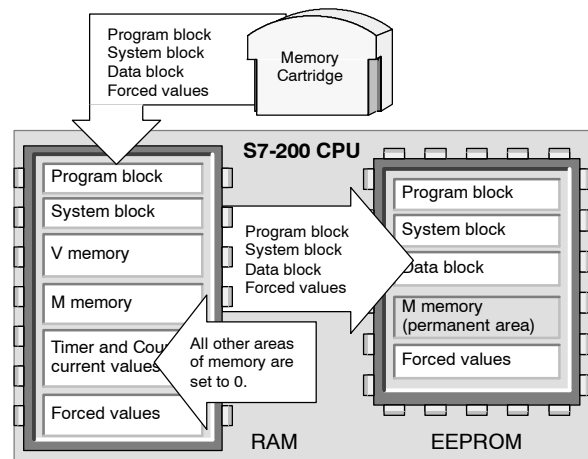 Program block
System block
Data block
Forced values
Memory
Cartridge
S7-200 CPU
Program block
System block
V memory
M memory
Timer and Cou
current values
Forced values
RAM
Program block
System block
Data block
Forced values
All other areas
of memory are
set to 0.
Program block
System block
Data block
M memory
(permanent area)
Forced values
EEPROM